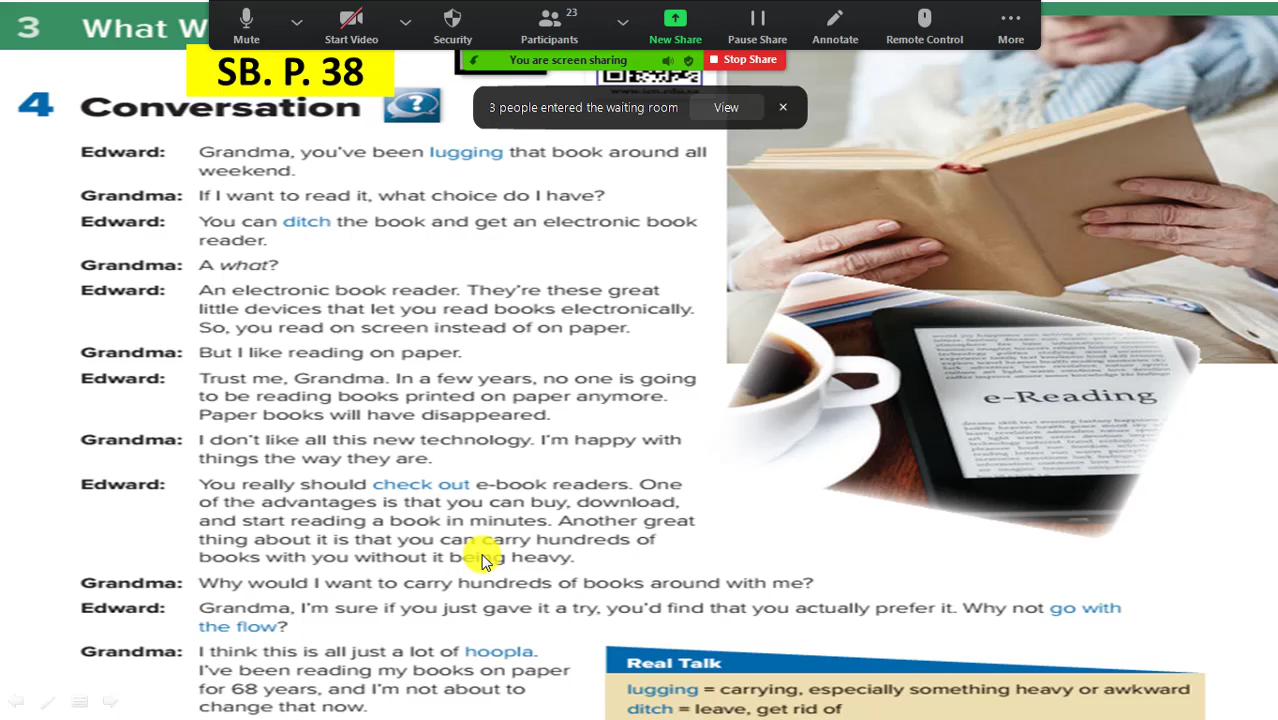 3 What W
Mute
Start Video
Security
Participants
23
New Share
Pause Share
Annotate
Remote Control
More
You are screen sharing
Stop Share
SB. P. 38
3 people entered the waiting room
View
4 Conversation
Edward: Grandma, you've been lugging that book around all
weekend.
Grandma: If I want to read it, what choice do I have?
Edward: You can ditch the book and get an electronic book
reader.
Grandma: A what?
Edward: An electronic book reader. They're these great
little devices that let you read books electronically.
So, you read on screen instead of on paper.
Grandma: But I like reading on paper.
Edward: Trust me, Grandma. In a few years, no one is going
to be reading books printed on paper anymore.
Paper books will have disappeared.
Grandma: I don't like all this new technology. I'm happy with
things the way they are.
Edward: You really should check out e-book readers. One
of the advantages is that you can buy, download,
and start reading a book in minutes. Another great
thing about it is that you can carry hundreds of
books with you without it being heavy.
Grandma: Why would I want to carry hundreds of books around with me?
Edward: Grandma, I'm sure if you just gave it a try, you'd find that you actually prefer it. Why not go with
the flow?
Grandma: I think this is all just a lot of hoopla.
I've been reading my books on paper
for 68 years, and I'm not about to
change that now.
e-Reading
Real Talk
lugging = carrying, especially something heavy or awkward
ditch = leave, get rid of